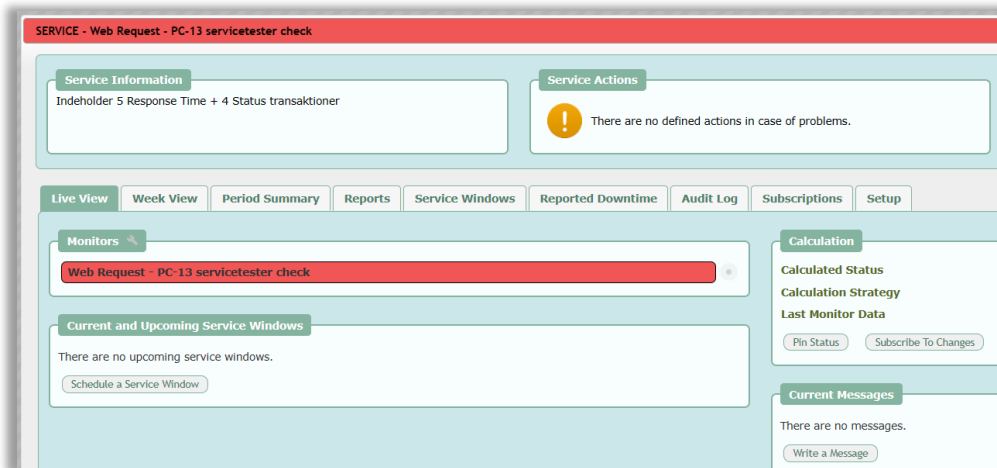 SERVICE - Web Request - PC-13 servicetester check
Service Information
Indeholder 5 Response Time + 4 Status transaktioner
Service Actions
There are no defined actions in case of problems.
Live View
Week View
Period Summary
Reports
Service Windows
Reported Downtime
Audit Log
Subscriptions
Setup
Monitors
Web Request - PC-13 servicetester check
Current and Upcoming Service Windows
There are no upcoming service windows.
Schedule a Service Window
Calculation
Calculated Status
Calculation Strategy
Last Monitor Data
Pin Status
Subscribe To Changes
Current Messages
There are no messages.
Write a Message